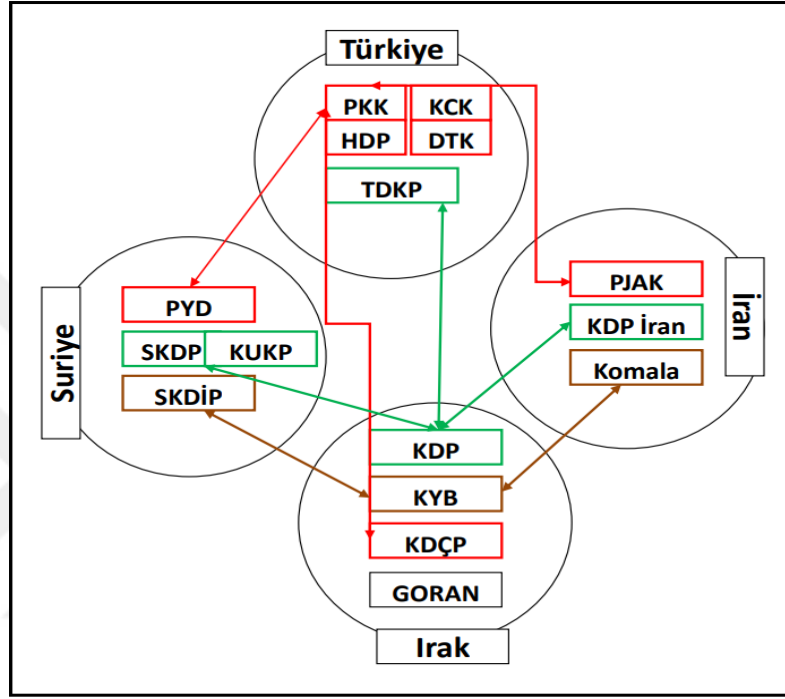 Türkiye
PKK KCK
HDP DTK
TDKP
Suriye
PYD
SKDP KUKP
SKDİP
İran
PJAK
KDP İran
Komala
KDP
KYB
KDÇP
GORAN
Irak